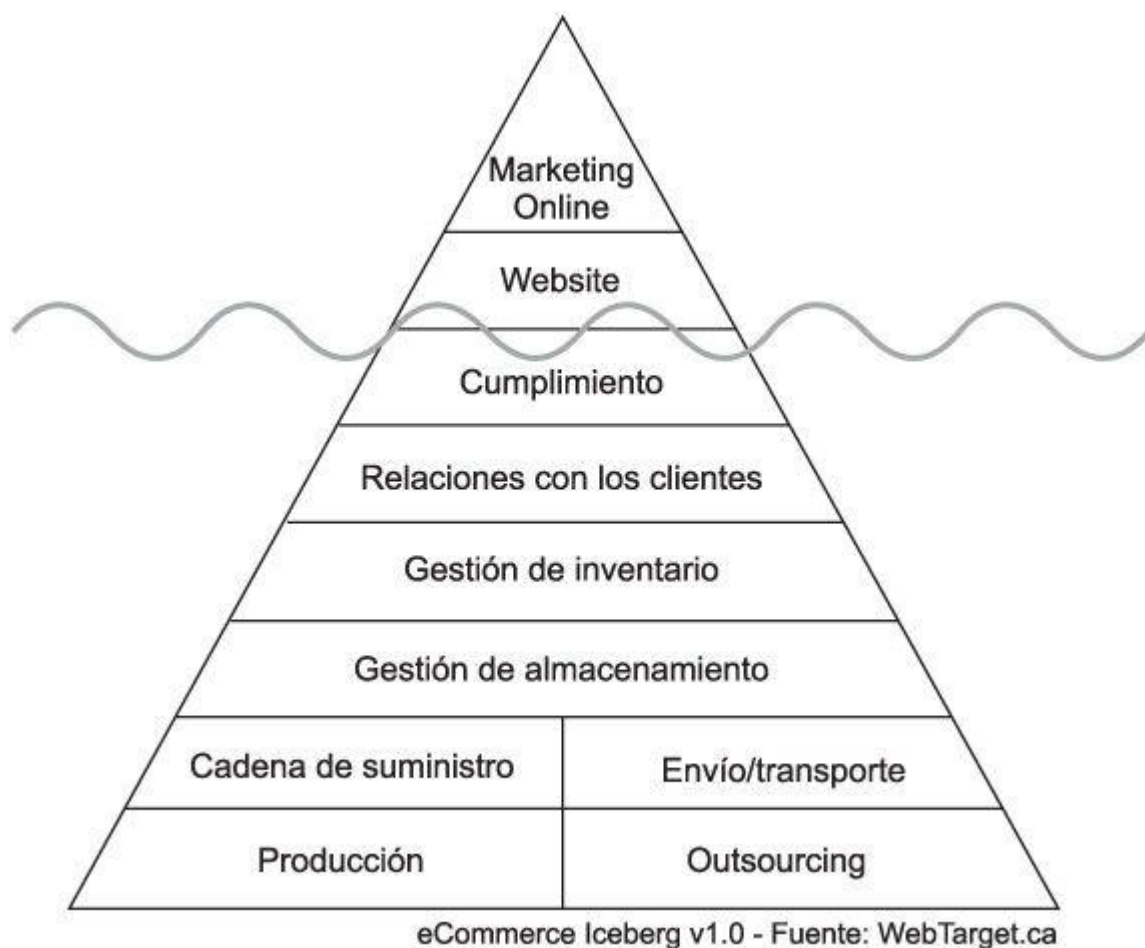 Marketing
Online
Website
Cumplimiento
Relaciones con los clientes
Gestión de inventario
Gestión de almacenamiento
Cadena de suministro
Envío/transporte
Producción
Outsourcing
eCommerce Iceberg v1.0 - Fuente: WebTarget.ca